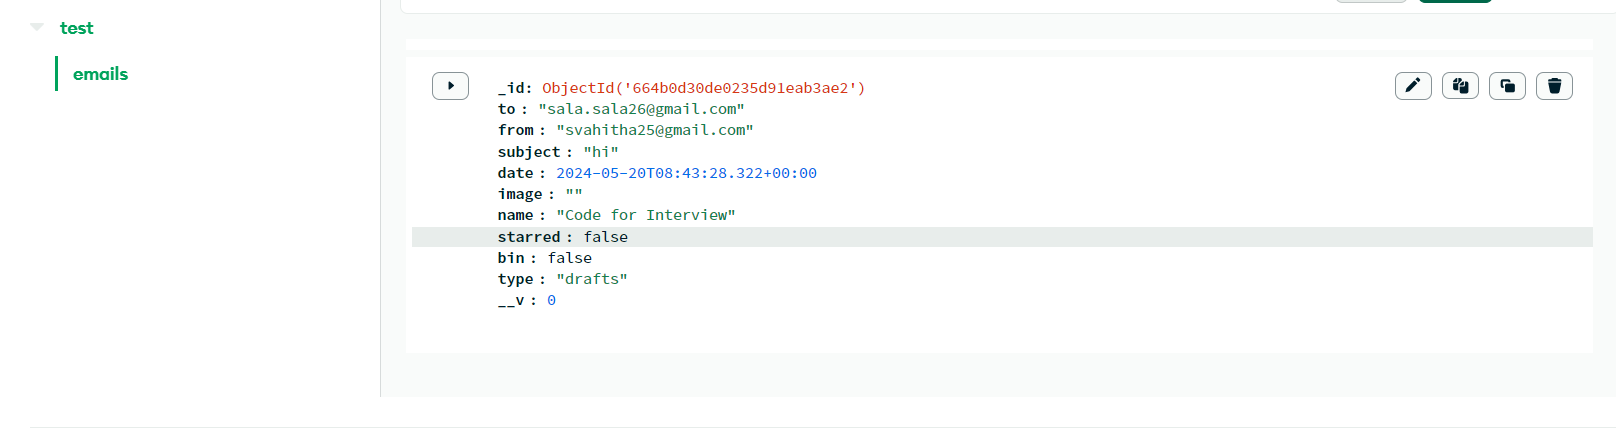 test
emails
_id: ObjectId('664b0d30de0235d91eab3ae2')
to : "sala.sala26@gmail.com"
from : "svahitha25@gmail.com"
subject : "hi"
date : 2024-05-20T08:43:28.322+00:00
image : ""
name : "Code for Interview"
starred : false
bin : false
type : "drafts"
__v : 0